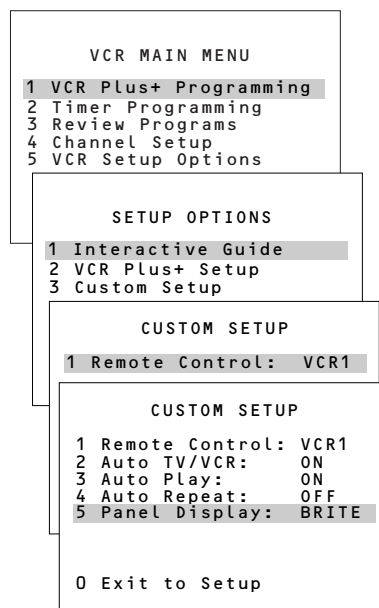 VCR MAIN MENU
1 VCR Plus+ Programming
2 Timer Programming
3 Review Programs
4 Channel Setup
5 VCR Setup Options
SETUP OPTIONS
1 Interactive Guide
2 VCR Plus+ Setup
3 Custom Setup
CUSTOM SETUP
1 Remote Control: VCR1
CUSTOM SETUP
1 Remote Control: VCR1
2 Auto TV/VCR: ON
3 Auto Play: ON
4 Auto Repeat: OFF
5 Panel Display: BRITE
0 Exit to Setup